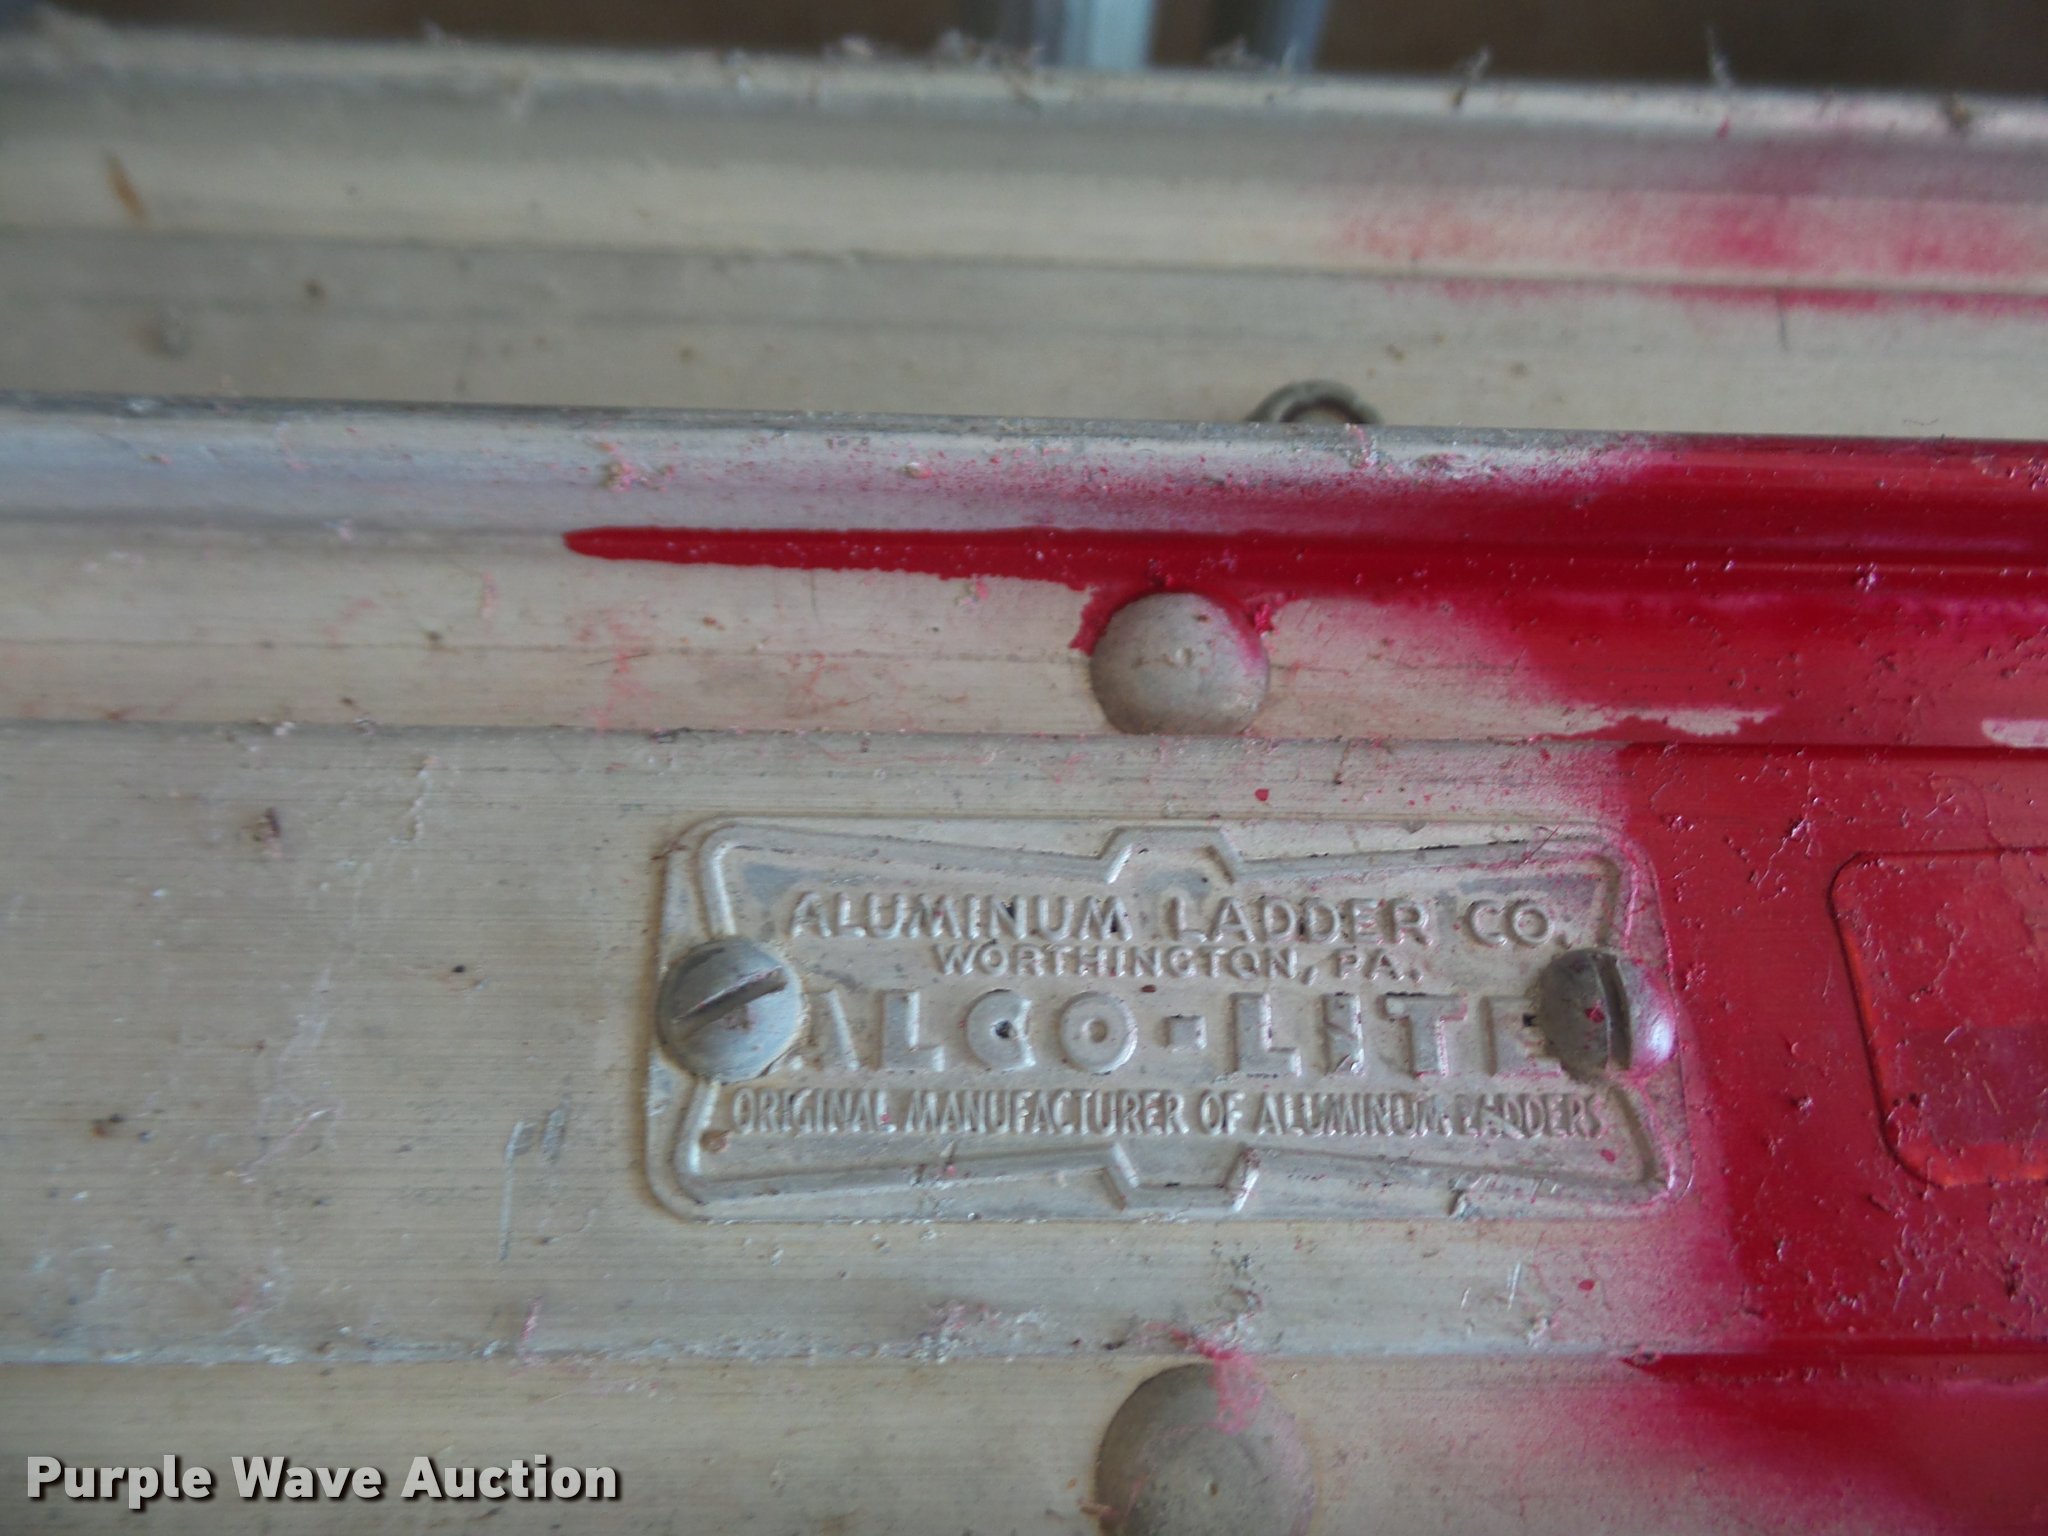 ALUMINUM LADDER CO.
WORTHINGTON, PA.
ALCO-LITE
ORIGINAL MANUFACTURER OF ALUMINUM LADDERS
Purple Wave Auction